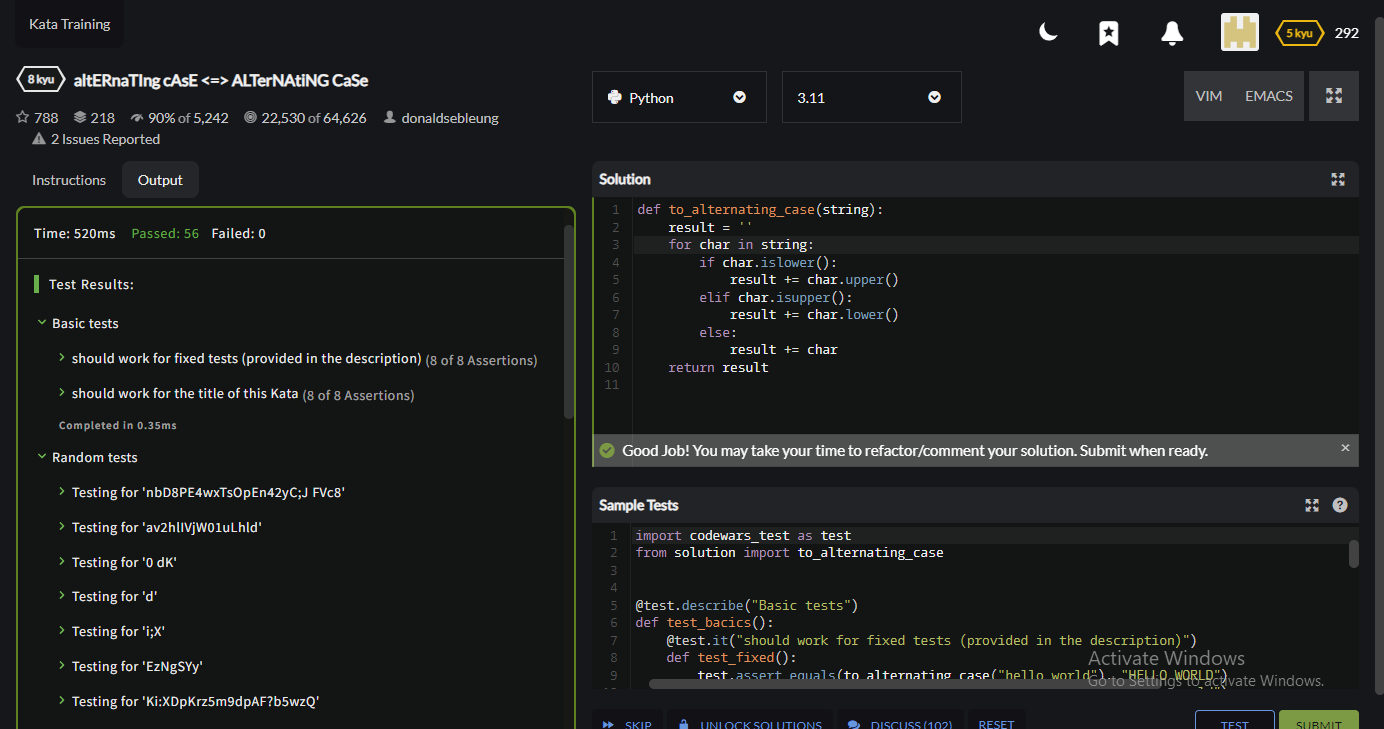 Kata Training
5 kyu 292
8 kyu altERnaTIng cAsE <=> ALTerNAtiNG CaSe
788 218 90% of 5,242 22,530 of 64,626 donaldsebleung
2 Issues Reported
Python
3.11
VIM EMACS
Instructions Output
Time: 520ms Passed: 56 Failed: 0
Test Results:
Basic tests
should work for fixed tests (provided in the description) (8 of 8 Assertions)
should work for the title of this Kata (8 of 8 Assertions)
Completed in 0.35ms
Random tests
Testing for 'nbD8PE4wxTsOpEn42yC;J FVc8'
Testing for 'av2hlIVjW01uLhld'
Testing for '0 dK'
Testing for 'd'
Testing for 'i;X'
Testing for 'EzNgSYy'
Testing for 'Ki:XDpKrz5m9dpAF?b5wzQ'
Solution
1 def to_alternating_case(string):
2 result = ''
3 for char in string:
4 if char.islower():
5 result += char.upper()
6 elif char.isupper():
7 result += char.lower()
8 else:
9 result += char
10 return result
11
Good Job! You may take your time to refactor/comment your solution. Submit when ready.
Sample Tests
1 import codewars_test as test
2 from solution import to_alternating_case
3
4
5 @test.describe("Basic tests")
6 def test_bacics():
7 @test.it("should work for fixed tests (provided in the description)")
8 def test_fixed():
9 test.assert_equals(to_alternating_case("hello world"), "HELLO WORLD")
Activate Windows
Go to Settings to activate Windows.
SKIP UNLOCK SOLUTIONS DISCUSS (102) RESET TEST SUBMIT